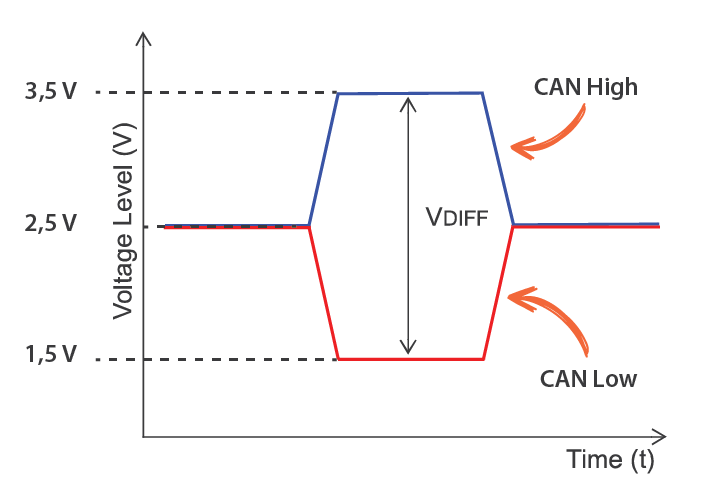 3,5 V
CAN High
Voltage Level (V)
2,5 V
VDIFF
1,5 V
CAN Low
Time (t)